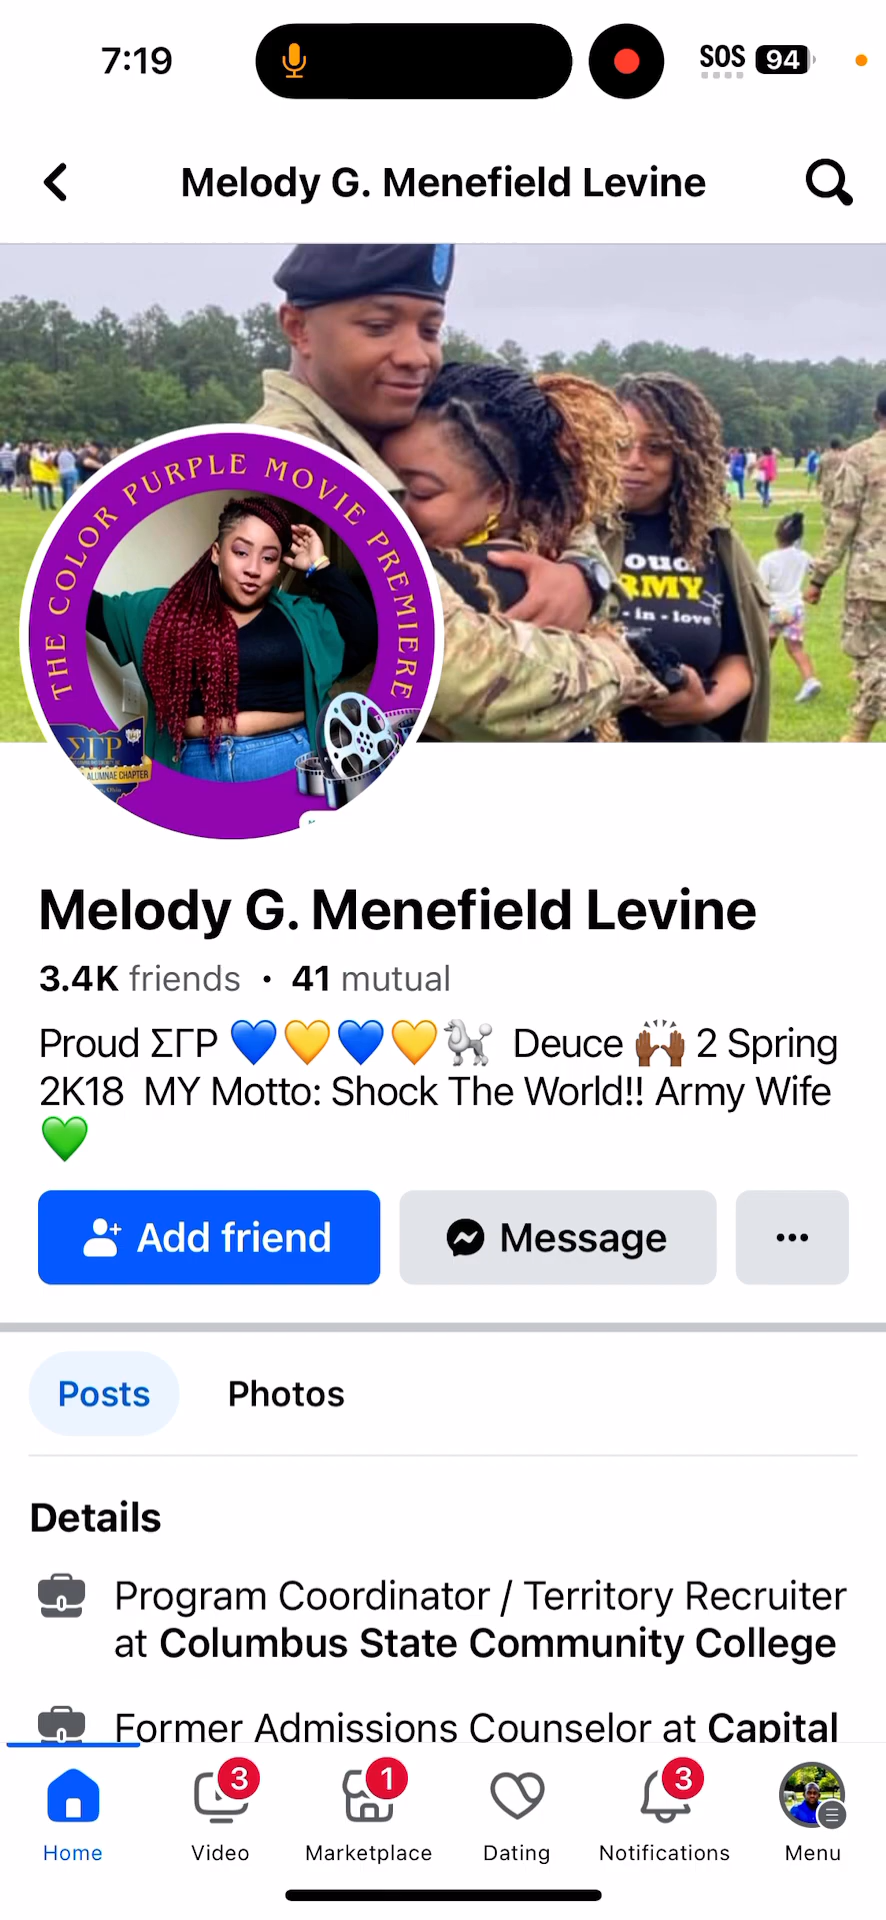 7:19
SOS
94
Melody G. Menefield Levine
THE COLOR PURPLE MOVIE PREMIERE
ΣΓΡ
ALUMNAE CHAPTER
ARMY
- in - love
Melody G. Menefield Levine
3.4K friends · 41 mutual
Proud ΣΓΡ 💙💛💙💛🐩 Deuce 🙌🏾 2 Spring
2K18 MY Motto: Shock The World!! Army Wife
💚
Add friend
Message
Posts
Photos
Details
Program Coordinator / Territory Recruiter
at Columbus State Community College
Former Admissions Counselor at Capital
3
1
3
Home
Video
Marketplace
Dating
Notifications
Menu